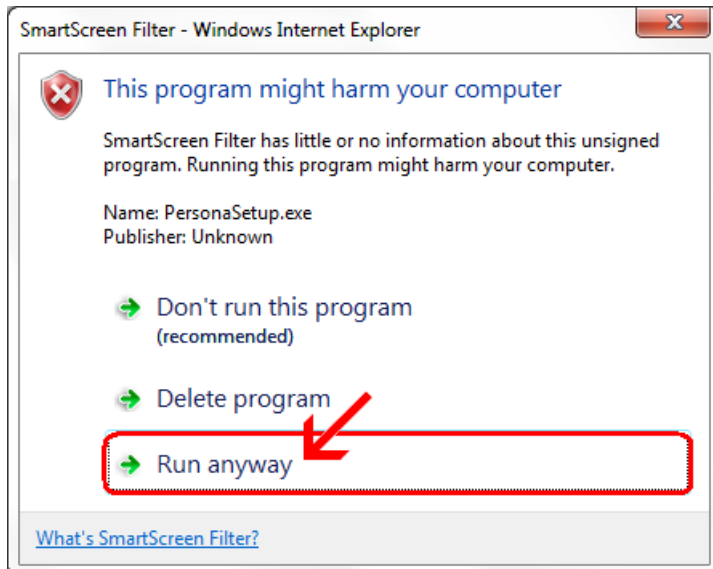 SmartScreen Filter - Windows Internet Explorer
This program might harm your computer
SmartScreen Filter has little or no information about this unsigned
program. Running this program might harm your computer.
Name: PersonaSetup.exe
Publisher: Unknown
Don't run this program
(recommended)
Delete program
Run anyway
What's SmartScreen Filter?